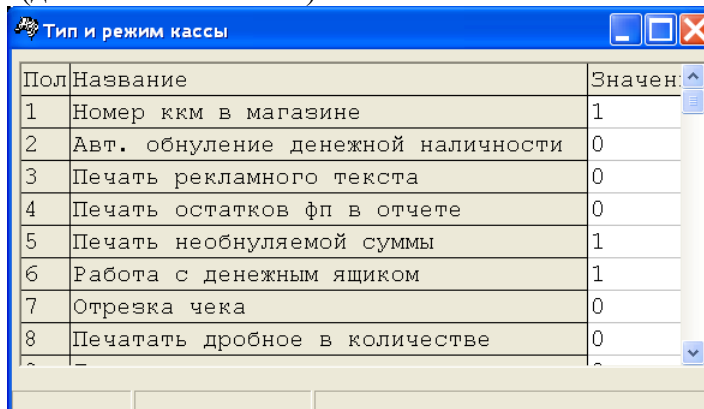 Тип и режим кассы
Пол Название Значен
1 Номер ккм в магазине 1
2 Авт. обнуление денежной наличности 0
3 Печать рекламного текста 0
4 Печать остатков фп в отчете 0
5 Печать необнуляемой суммы 1
6 Работа с денежным ящиком 1
7 Отрезка чека 0
8 Печатать дробное в количестве 0